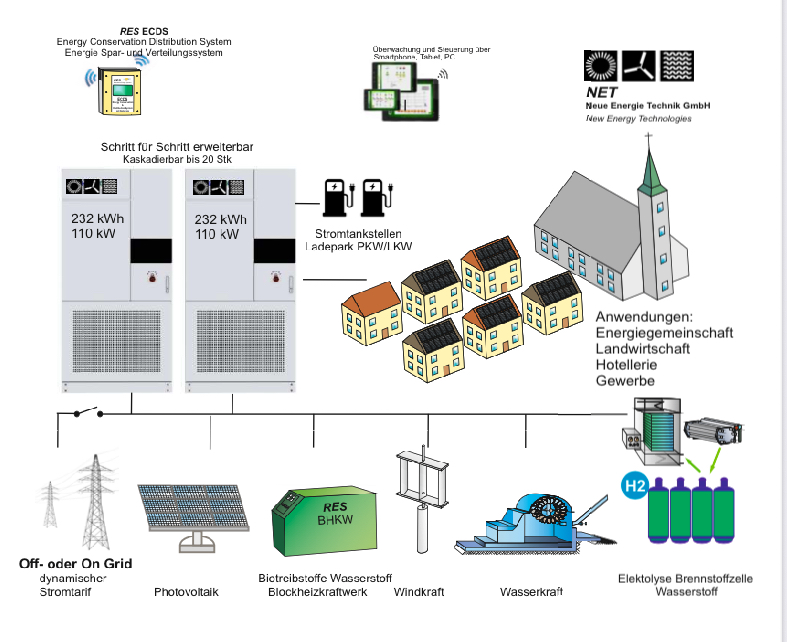 RES ECDS
Energy Conservation Distribution System
Energie Spar- und Verteilungssystem
ECDS
Überwachung und Steuerung über
Smartphone, Tablet, PC
NET
Neue Energie Technik GmbH
New Energy Technologies
Schritt für Schritt erweiterbar
Kaskadierbar bis 20 Stk
232 kWh
110 kW
232 kWh
110 kW
Stromtankstellen
Ladepark PKW/LKW
Anwendungen:
Energiegemeinschaft
Landwirtschaft
Hotellerie
Gewerbe
H2
RES
BHKW
Off- oder On Grid
dynamischer
Stromtarif
Photovoltaik
Biotreibstoffe Wasserstoff
Blockheizkraftwerk
Windkraft
Wasserkraft
Elektolyse Brennstoffzelle
Wasserstoff